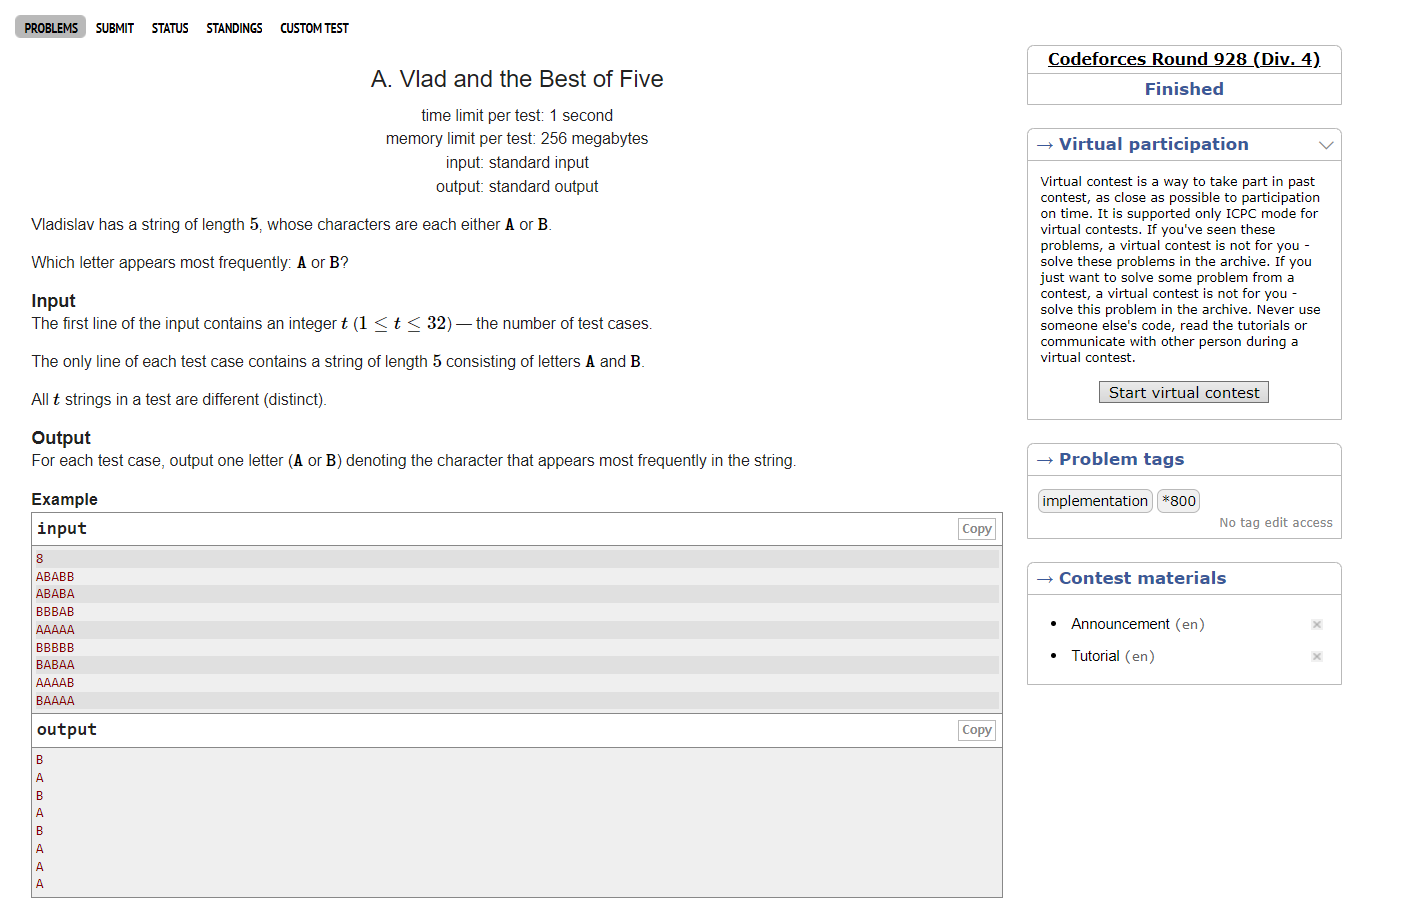 PROBLEMS SUBMIT STATUS STANDINGS CUSTOM TEST
A. Vlad and the Best of Five
time limit per test: 1 second
memory limit per test: 256 megabytes
input: standard input
output: standard output
Vladislav has a string of length 5, whose characters are each either A or B.
Which letter appears most frequently: A or B?
Input
The first line of the input contains an integer t (1 ≤ t ≤ 32) — the number of test cases.
The only line of each test case contains a string of length 5 consisting of letters A and B.
All t strings in a test are different (distinct).
Output
For each test case, output one letter (A or B) denoting the character that appears most frequently in the string.
Example
input
Copy
8
ABABB
ABABA
BBBAB
AAAAA
BBBBB
BABAA
AAAAB
BAAAA
output
Copy
B
A
B
A
B
A
A
A
Codeforces Round 928 (Div. 4)
Finished
→ Virtual participation
Virtual contest is a way to take part in past
contest, as close as possible to participation
on time. It is supported only ICPC mode for
virtual contests. If you've seen these
problems, a virtual contest is not for you -
solve these problems in the archive. If you
just want to solve some problem from a
contest, a virtual contest is not for you -
solve this problem in the archive. Never use
someone else's code, read the tutorials or
communicate with other person during a
virtual contest.
Start virtual contest
→ Problem tags
implementation *800
No tag edit access
→ Contest materials
• Announcement (en)
• Tutorial (en)